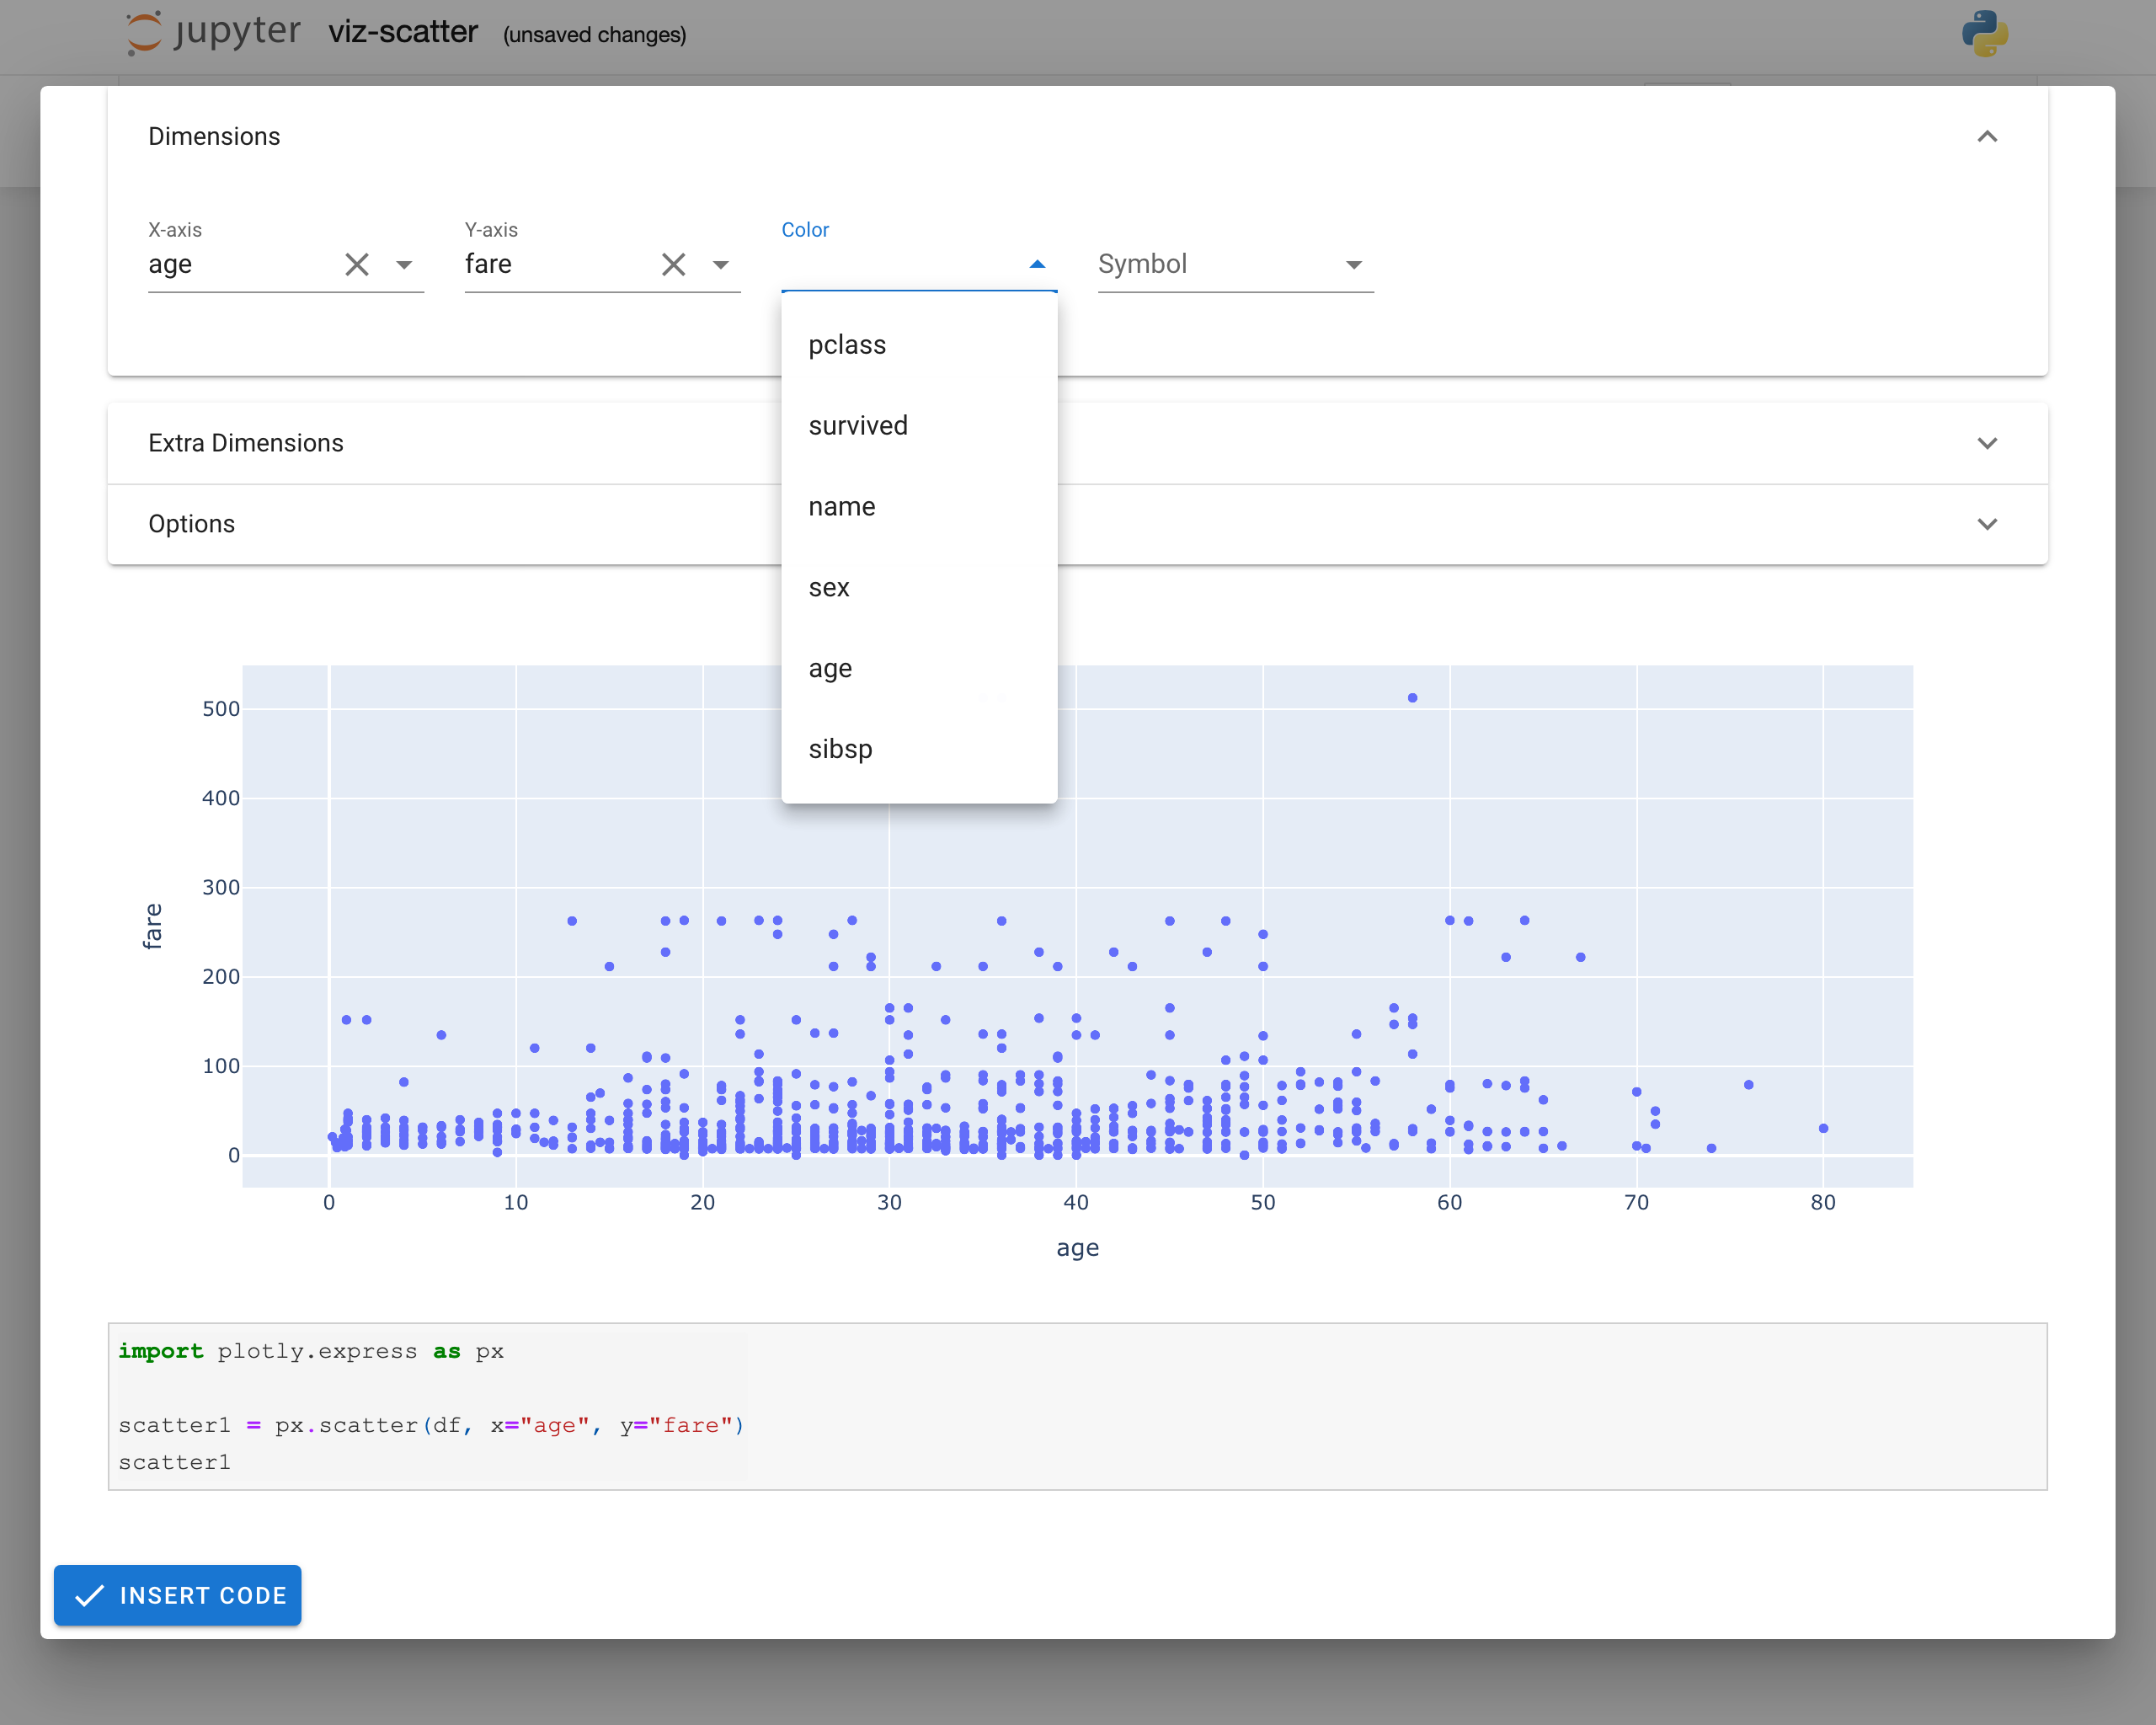 jupyter viz-scatter (unsaved changes)
Dimensions
X-axis Y-axis Color
age fare Symbol
pclass
survived
name
sex
age
sibsp
Extra Dimensions
Options
500
400
300
200
100
0
fare
0 10 20 30 40 50 60 70 80
age
import plotly.express as px
scatter1 = px.scatter(df, x="age", y="fare")
scatter1
INSERT CODE